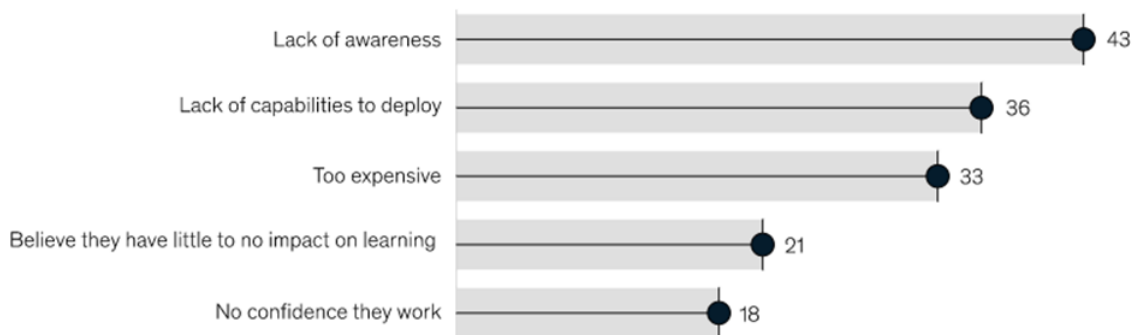 Lack of awareness 43
Lack of capabilities to deploy 36
Too expensive 33
Believe they have little to no impact on learning 21
No confidence they work 18